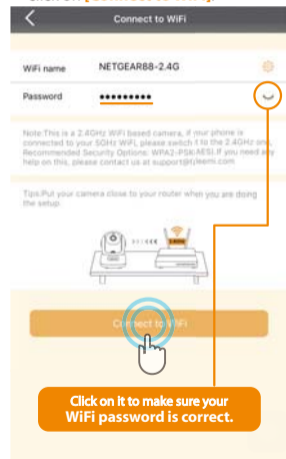 Connect to WiFi
WiFi name NETGEAR88-2.4G
Password •••••••••
Note:This is a 2.4GHz WiFi based camera, if your phone is
connected to your 5GHz WiFi, please switch it to the 2.4GHz one,
Recommended Security Options: WPA2-PSK[AES].If you need any
help on this, please contact us at
Tips:Put your camera close to your router when you are doing
the setup.
Connect to WiFi
Click on it to make sure your
WiFi password is correct.